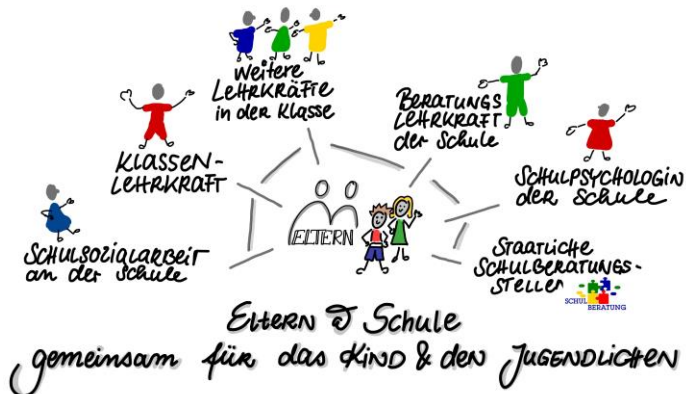 Weitere
Lehrkräfte
in der Klasse
Beratungs
Lehrkraft
der Schule
Klassen-
Lehrkraft
Schulpsychologin
der Schule
Eltern
Schulsozialarbeit
an der Schule
Staatliche
Schulberatungs-
stellen
SCHUL
BERATUNG
Eltern & Schule
gemeinsam für das Kind & den Jugendlichen